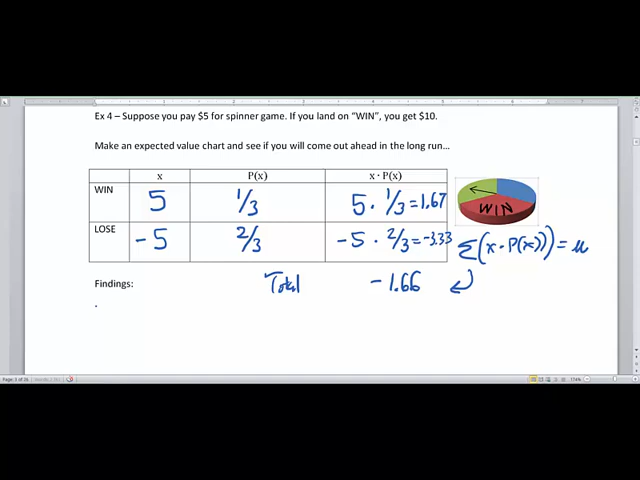 Ex 4 – Suppose you pay $5 for spinner game. If you land on "WIN", you get $10.
Make an expected value chart and see if you will come out ahead in the long run…
x P(x) x · P(x)
WIN 5 1/3 5 · 1/3 = 1.67
WIN
LOSE -5 2/3 -5 · 2/3 = -3.33
Σ(x · P(x)) = μ
Findings: Total -1.66